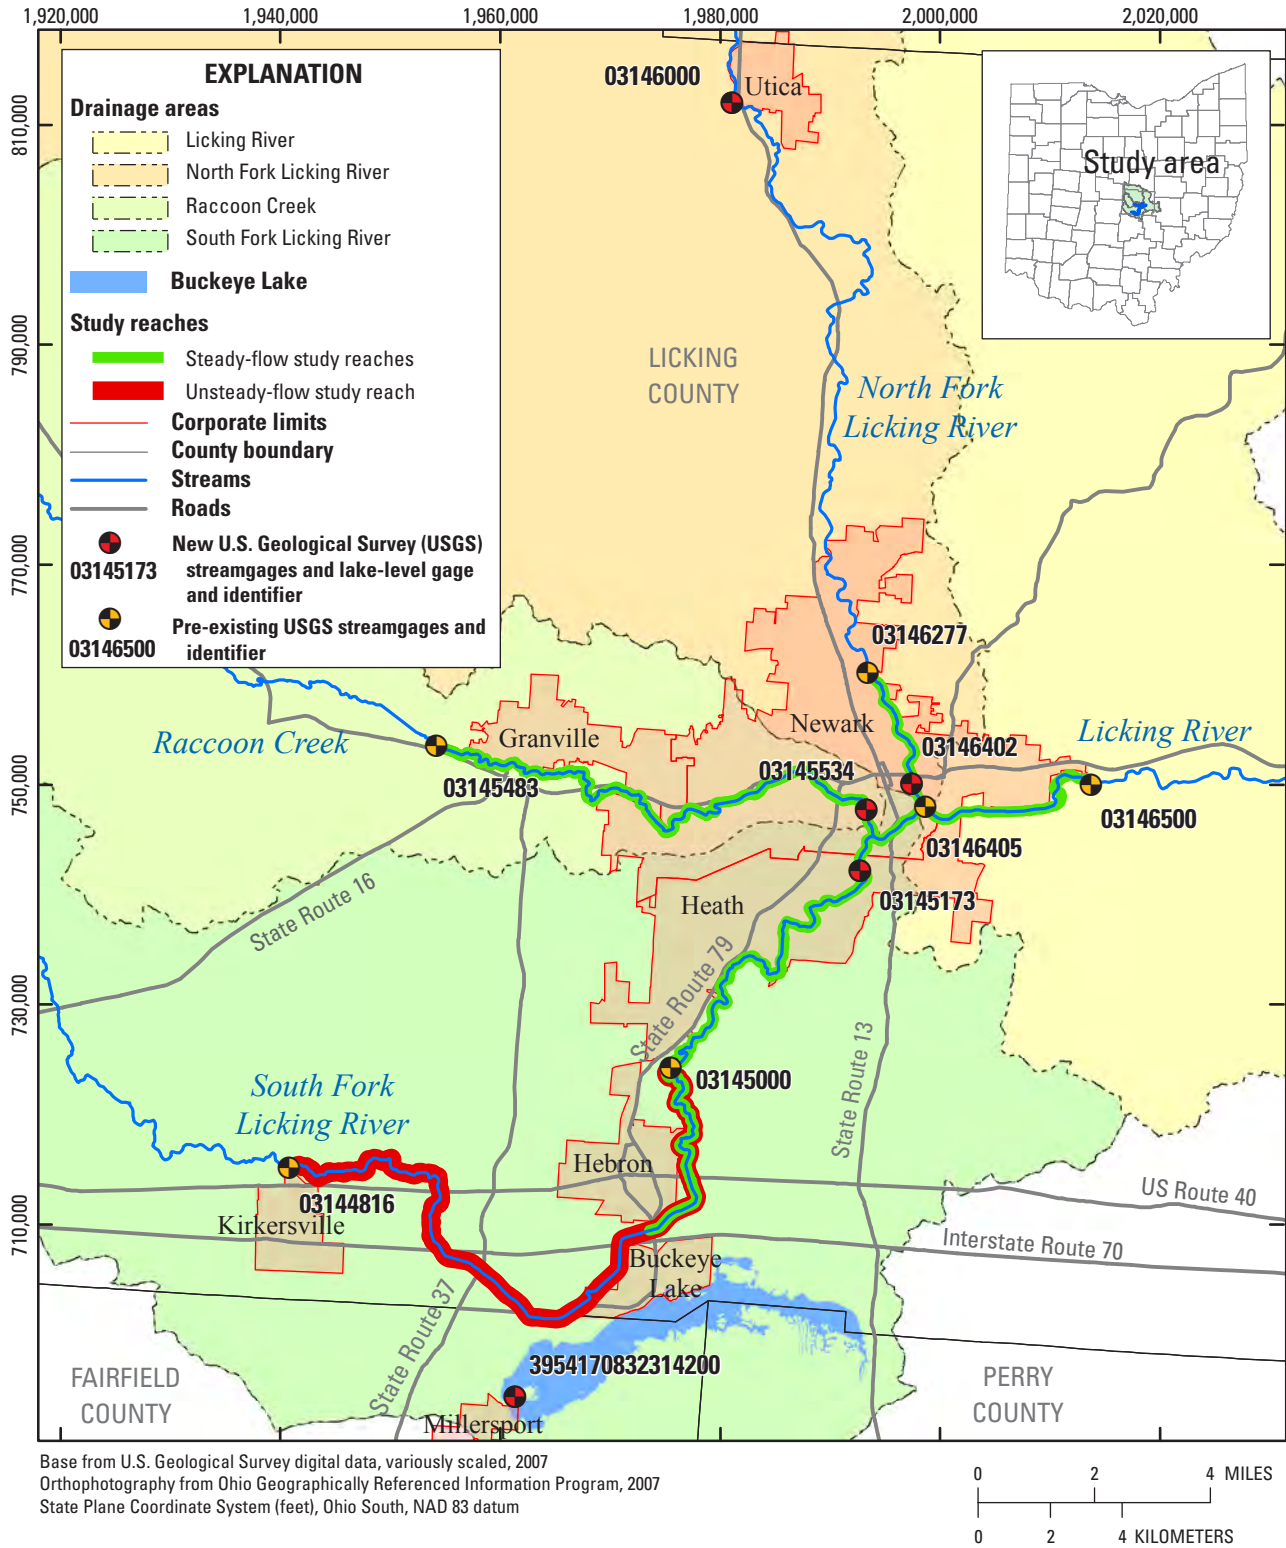 1,920,000
1,940,000
1,960,000
1,980,000
2,000,000
2,020,000
810,000
790,000
770,000
750,000
730,000
710,000
EXPLANATION
Drainage areas
Licking River
North Fork Licking River
Raccoon Creek
South Fork Licking River
Buckeye Lake
Study reaches
Steady-flow study reaches
Unsteady-flow study reach
Corporate limits
County boundary
Streams
Roads
03145173
New U.S. Geological Survey (USGS)
streamgages and lake-level gage
and identifier
03146500
Pre-existing USGS streamgages and
identifier
Study area
03146000
Utica
LICKING
COUNTY
North Fork
Licking River
03146277
Newark
03146402
Licking River
Raccoon Creek
Granville
03145534
03145483
03146500
03146405
03145173
Heath
State Route 16
State Route 79
State Route 13
03145000
South Fork
Licking River
Hebron
03144816
Kirkersville
US Route 40
Interstate Route 70
Buckeye
Lake
State Route 37
395417083231420​0
FAIRFIELD
COUNTY
PERRY
COUNTY
Millersport
Base from U.S. Geological Survey digital data, variously scaled, 2007
Orthophotography from Ohio Geographically Referenced Information Program, 2007
State Plane Coordinate System (feet), Ohio South, NAD 83 datum
0 2 4 MILES
0 2 4 KILOMETERS